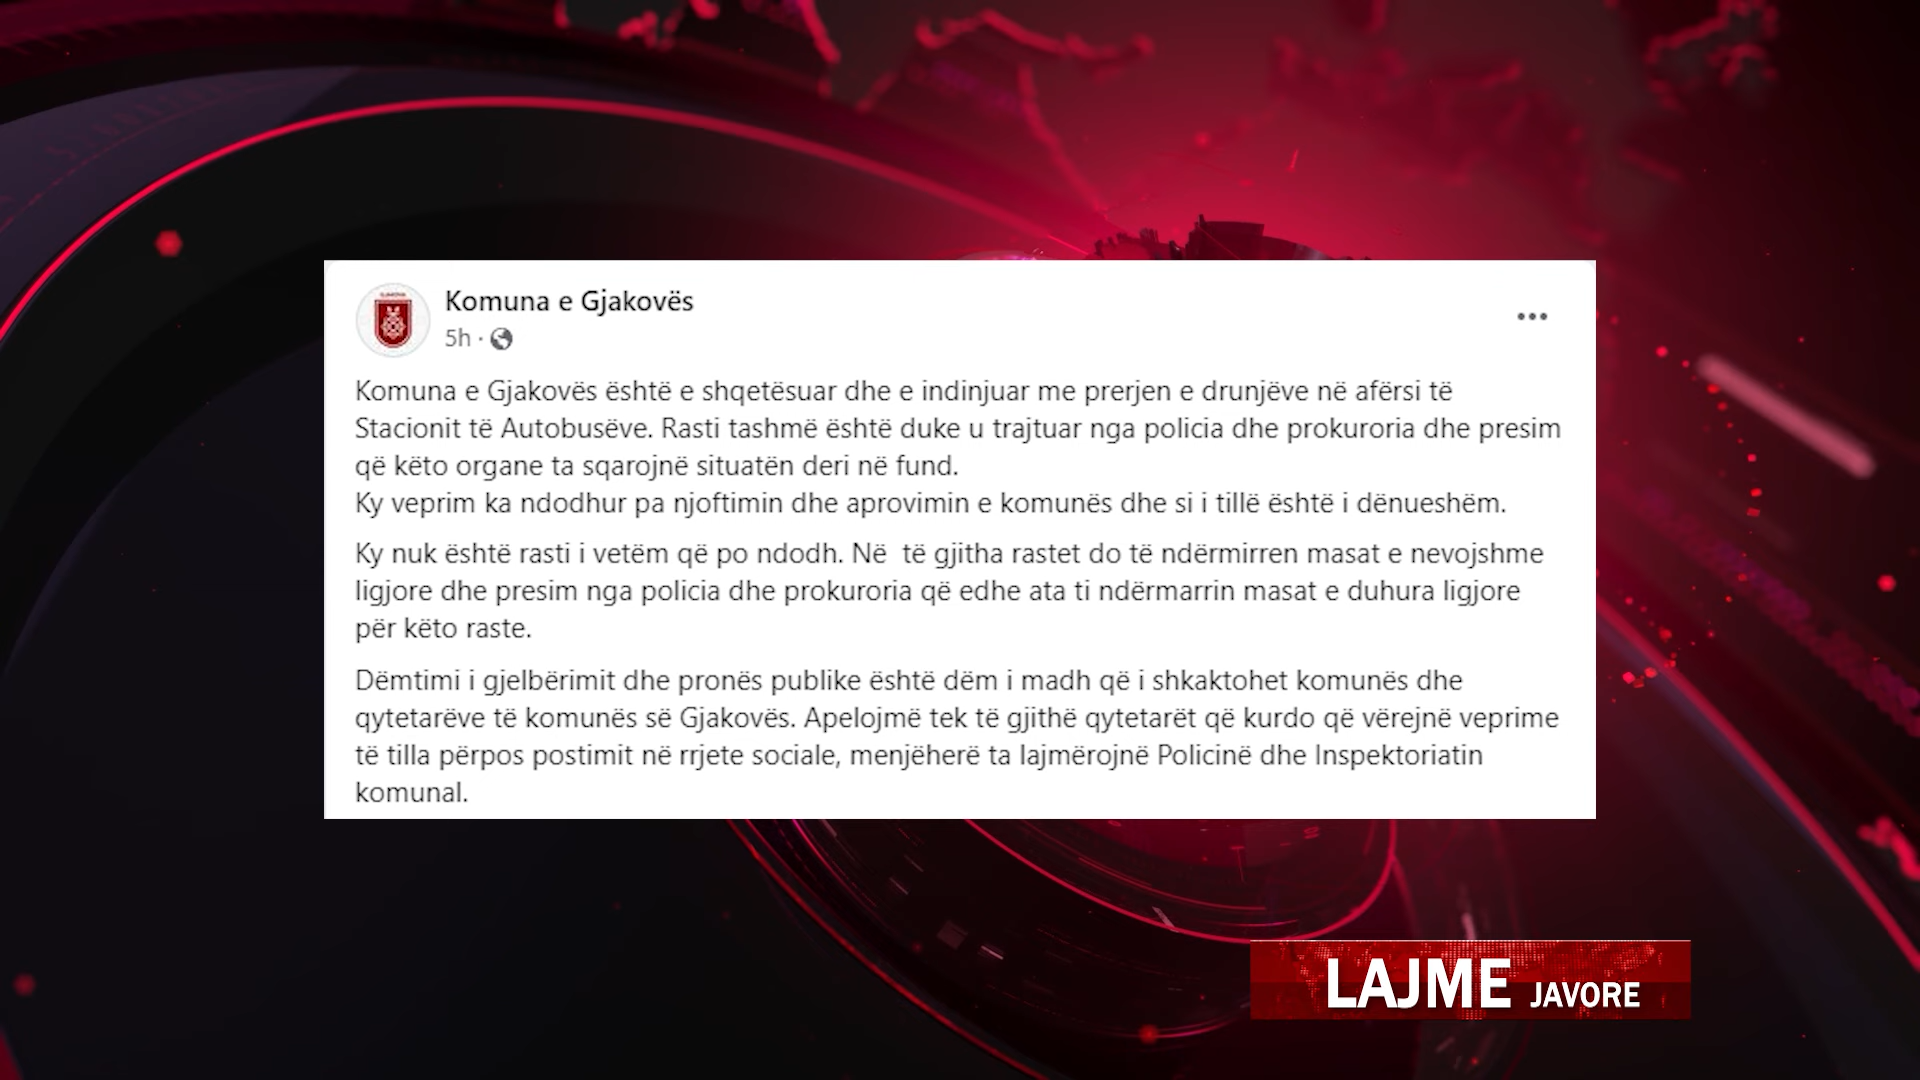 Komuna e Gjakovës
5h ·
Komuna e Gjakovës është e shqetësuar dhe e indinjuar me prerjen e drunjëve në afërsi të
Stacionit të Autobusëve. Rasti tashmë është duke u trajtuar nga policia dhe prokuroria dhe presim
që këto organe ta sqarojnë situatën deri në fund.
Ky veprim ka ndodhur pa njoftimin dhe aprovimin e komunës dhe si i tillë është i dënueshëm.
Ky nuk është rasti i vetëm që po ndodh. Në  të gjitha rastet do të ndërmirren masat e nevojshme
ligjore dhe presim nga policia dhe prokuroria që edhe ata ti ndërmarrin masat e duhura ligjore
për këto raste.
Dëmtimi i gjelbërimit dhe pronës publike është dëm i madh që i shkaktohet komunës dhe
qytetarëve të komunës së Gjakovës. Apelojmë tek të gjithë qytetarët që kurdo që vërejnë veprime
të tilla përpos postimit në rrjete sociale, menjëherë ta lajmërojnë Policinë dhe Inspektoriatin
komunal.
LAJME JAVORE